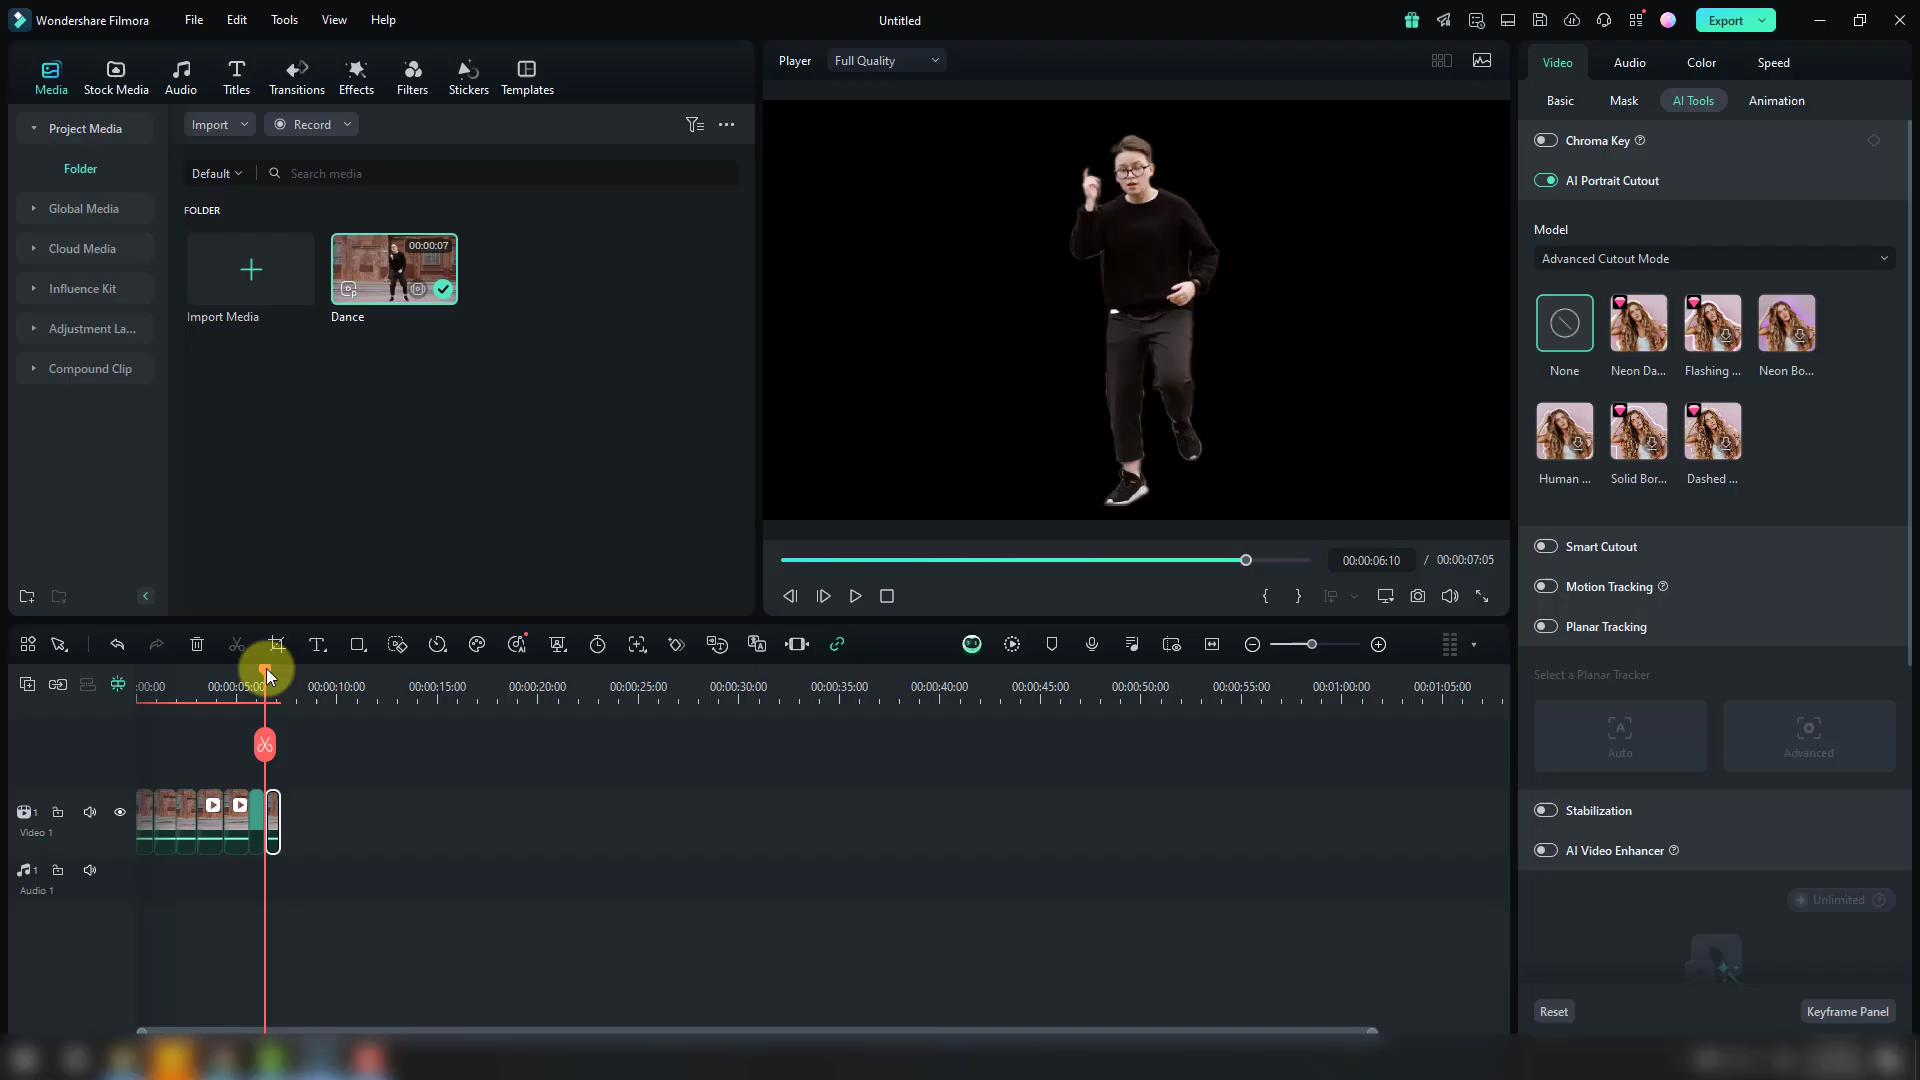 Wondershare Filmora
File
Edit
Tools
View
Help
Untitled
Export
Media
Stock Media
Audio
Titles
Transitions
Effects
Filters
Stickers
Templates
Player
Full Quality
Video
Audio
Color
Speed
Basic
Mask
AI Tools
Animation
Project Media
Folder
Global Media
Cloud Media
Influence Kit
Adjustment La...
Compound Clip
Import
Record
Default
Search media
FOLDER
00:00:07
Import Media
Dance
Chroma Key
AI Portrait Cutout
Model
Advanced Cutout Mode
None
Neon Da...
Flashing ...
Neon Bo...
Human ...
Solid Bor...
Dashed ...
Smart Cutout
Motion Tracking
Planar Tracking
Select a Planar Tracker
Auto
Advanced
Stabilization
AI Video Enhancer
Unlimited
Reset
Keyframe Panel
00:00:06:10 / 00:00:07:05
:00:00
00:00:05:00
00:00:10:00
00:00:15:00
00:00:20:00
00:00:25:00
00:00:30:00
00:00:35:00
00:00:40:00
00:00:45:00
00:00:50:00
00:00:55:00
00:01:00:00
00:01:05:00
1
Video 1
1
Audio 1